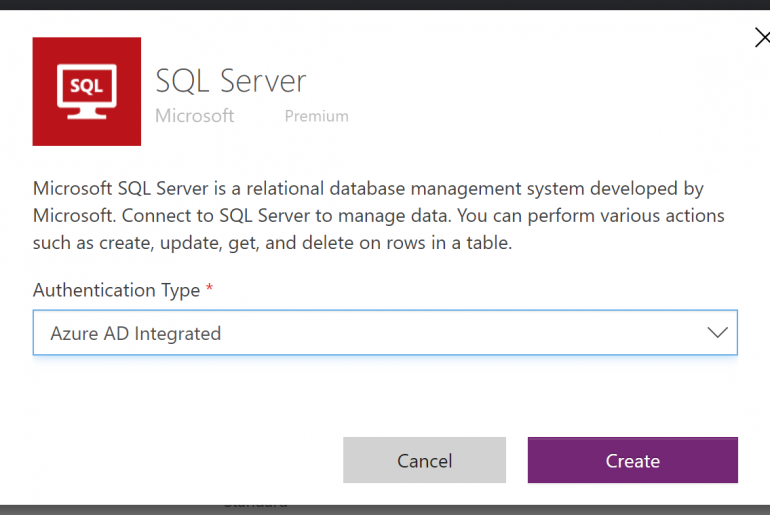 SQL
SQL Server
Microsoft Premium
Microsoft SQL Server is a relational database management system developed by
Microsoft. Connect to SQL Server to manage data. You can perform various actions
such as create, update, get, and delete on rows in a table.
Authentication Type *
Azure AD Integrated
Cancel Create